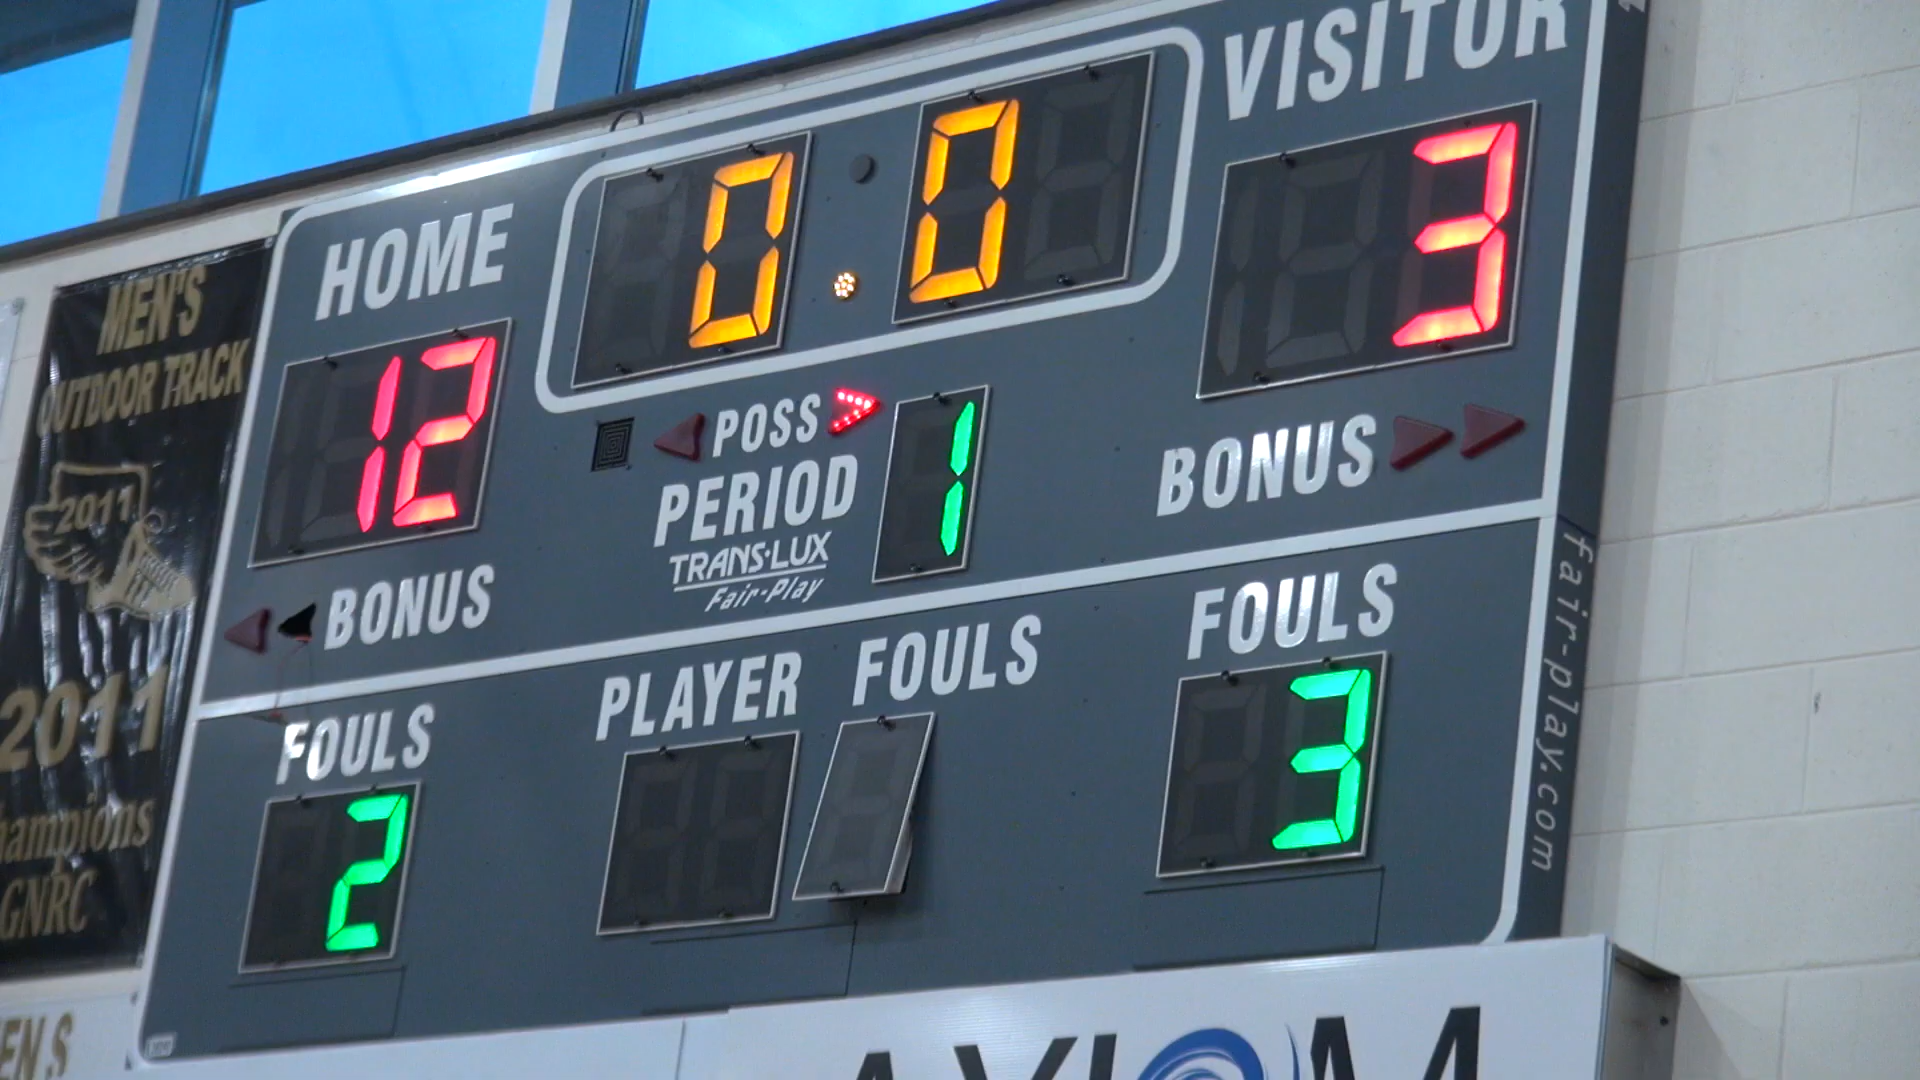 VISITOR
0.0
3
HOME
12
MEN'S
OUTDOOR TRACK
POSS
PERIOD
1
TRANS·LUX
Fair-Play
BONUS
BONUS
2011
2011
GNRC
FOULS
PLAYER FOULS
FOULS
2
3
fair-play.com
AXIOM